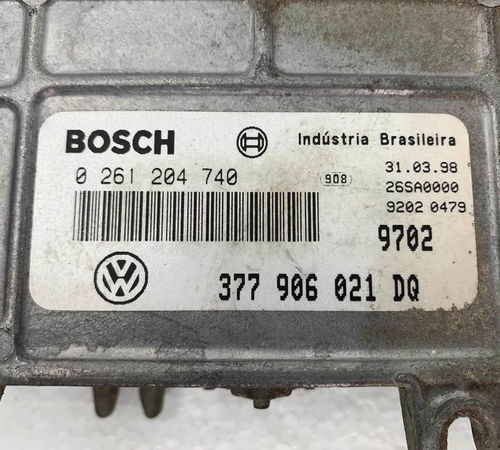 BOSCH Indústria Brasileira
0 261 204 740 908 31.03.98
26SA0000
9202 0479
9702
VW 377 906 021 DQ